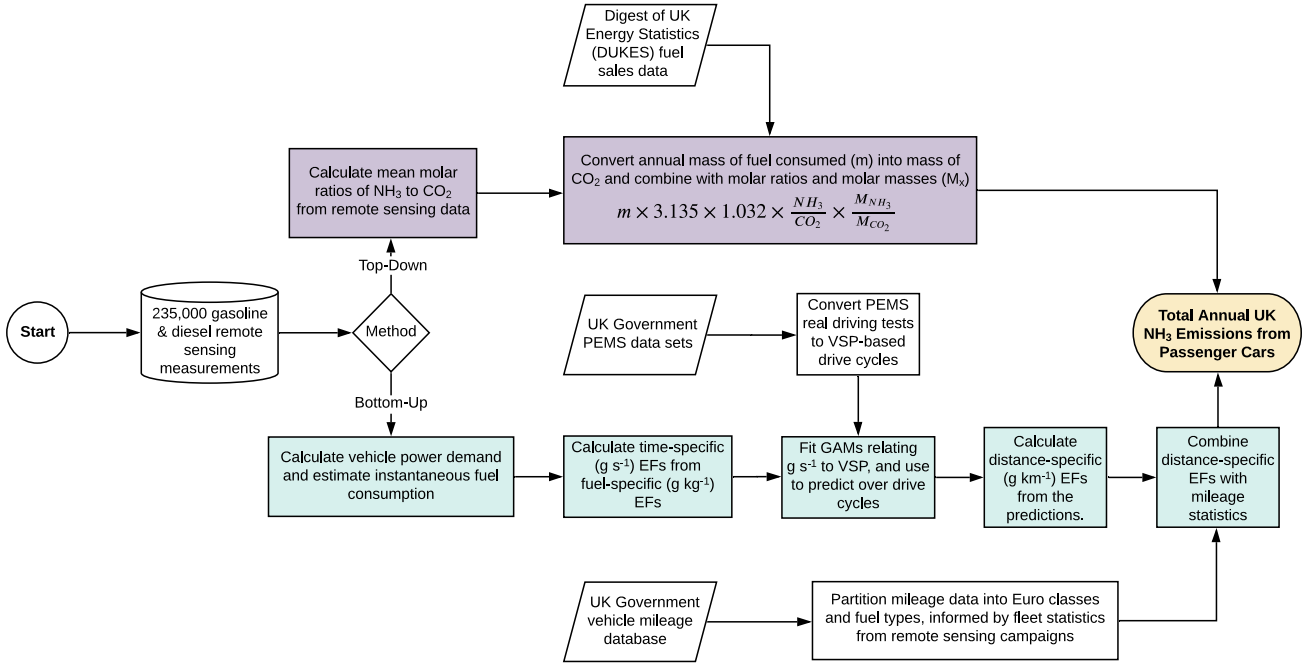 Digest of UK
Energy Statistics
(DUKES) fuel
sales data
Calculate mean molar
ratios of NH₃ to CO₂
from remote sensing data
Convert annual mass of fuel consumed (m) into mass of
CO₂ and combine with molar ratios and molar masses (Mₓ)
m × 3.135 × 1.032 × NH₃/CO₂ × M_NH₃/M_CO₂
Top-Down
Start
235,000 gasoline
& diesel remote
sensing
measurements
Method
UK Government
PEMS data sets
Convert PEMS
real driving tests
to VSP-based
drive cycles
Total Annual UK
NH₃ Emissions from
Passenger Cars
Bottom-Up
Calculate vehicle power demand
and estimate instantaneous fuel
consumption
Calculate time-specific
(g s⁻¹) EFs from
fuel-specific (g kg⁻¹)
EFs
Fit GAMs relating
g s⁻¹ to VSP, and use
to predict over drive
cycles
Calculate
distance-specific
(g km⁻¹) EFs
from the
predictions.
Combine
distance-specific
EFs with
mileage
statistics
UK Government
vehicle mileage
database
Partition mileage data into Euro classes
and fuel types, informed by fleet statistics
from remote sensing campaigns